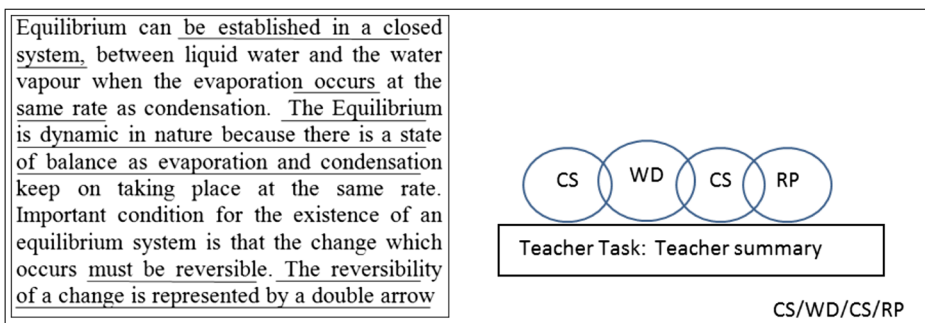 Equilibrium can be established in a closed
system, between liquid water and the water
vapour when the evaporation occurs at the
same rate as condensation. The Equilibrium
is dynamic in nature because there is a state
of balance as evaporation and condensation
keep on taking place at the same rate.
Important condition for the existence of an
equilibrium system is that the change which
occurs must be reversible. The reversibility
of a change is represented by a double arrow
CS
WD
CS
RP
Teacher Task: Teacher summary
CS/WD/CS/RP